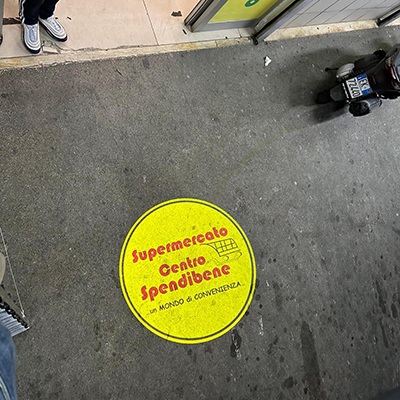 Supermercato
Centro
Spendibene
..un MONDO di CONVENIENZA..